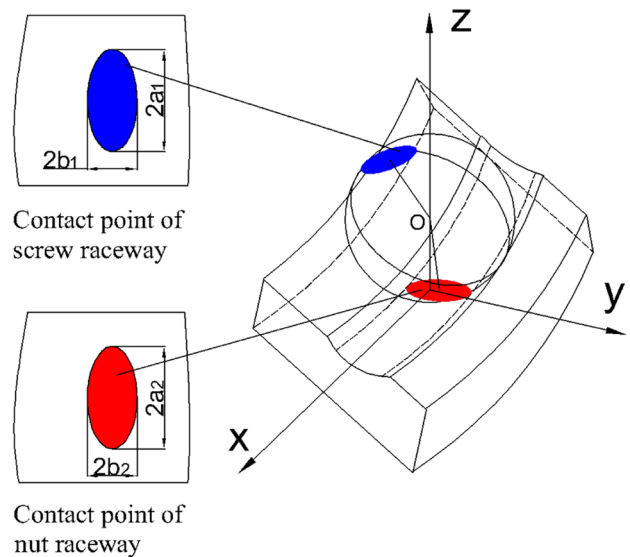 2a₁
2b₁
Contact point of
screw raceway
z
O
y
x
2a₂
2b₂
Contact point of
nut raceway